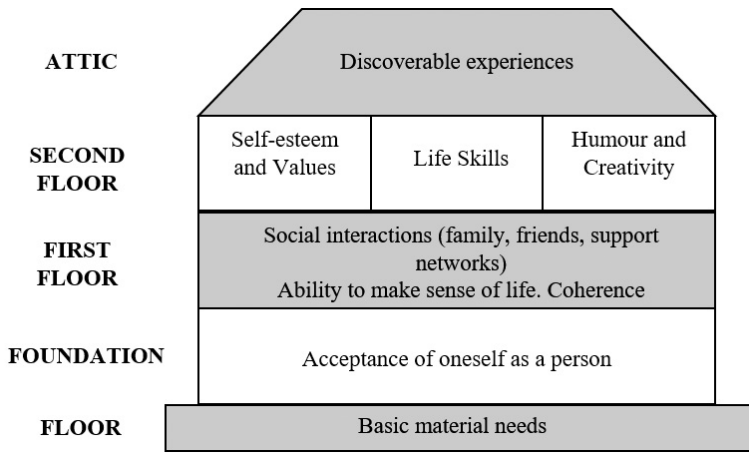 ATTIC
Discoverable experiences
SECOND
FLOOR
Self-esteem
and Values
Life Skills
Humour and
Creativity
FIRST
FLOOR
Social interactions (family, friends, support
networks)
Ability to make sense of life. Coherence
FOUNDATION
Acceptance of oneself as a person
FLOOR
Basic material needs